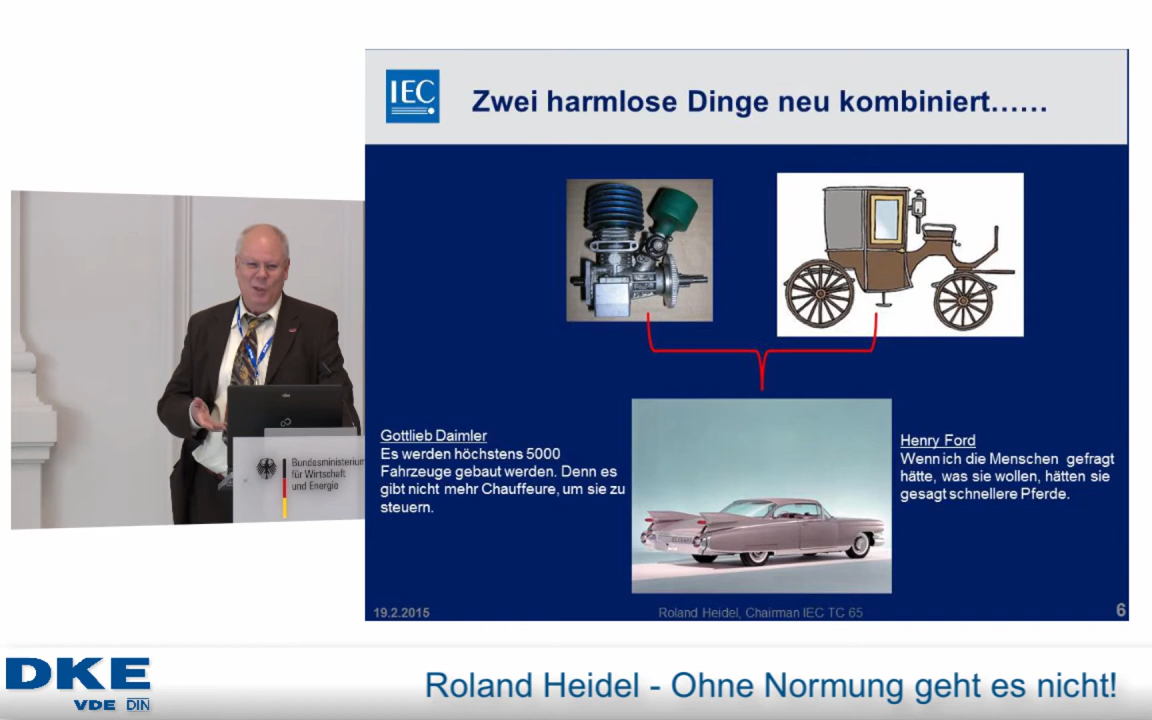 IEC
Zwei harmlose Dinge neu kombiniert……
Gottlieb Daimler
Es werden höchstens 5000
Fahrzeuge gebaut werden. Denn es
gibt nicht mehr Chauffeure, um sie zu
steuern.
Henry Ford
Wenn ich die Menschen gefragt
hätte, was sie wollen, hätten sie
gesagt schnellere Pferde.
Bundesministerium
für Wirtschaft
und Energie
19.2.2015
Roland Heidel, Chairman IEC TC 65
6
DKE
VDE DIN
Roland Heidel - Ohne Normung geht es nicht!